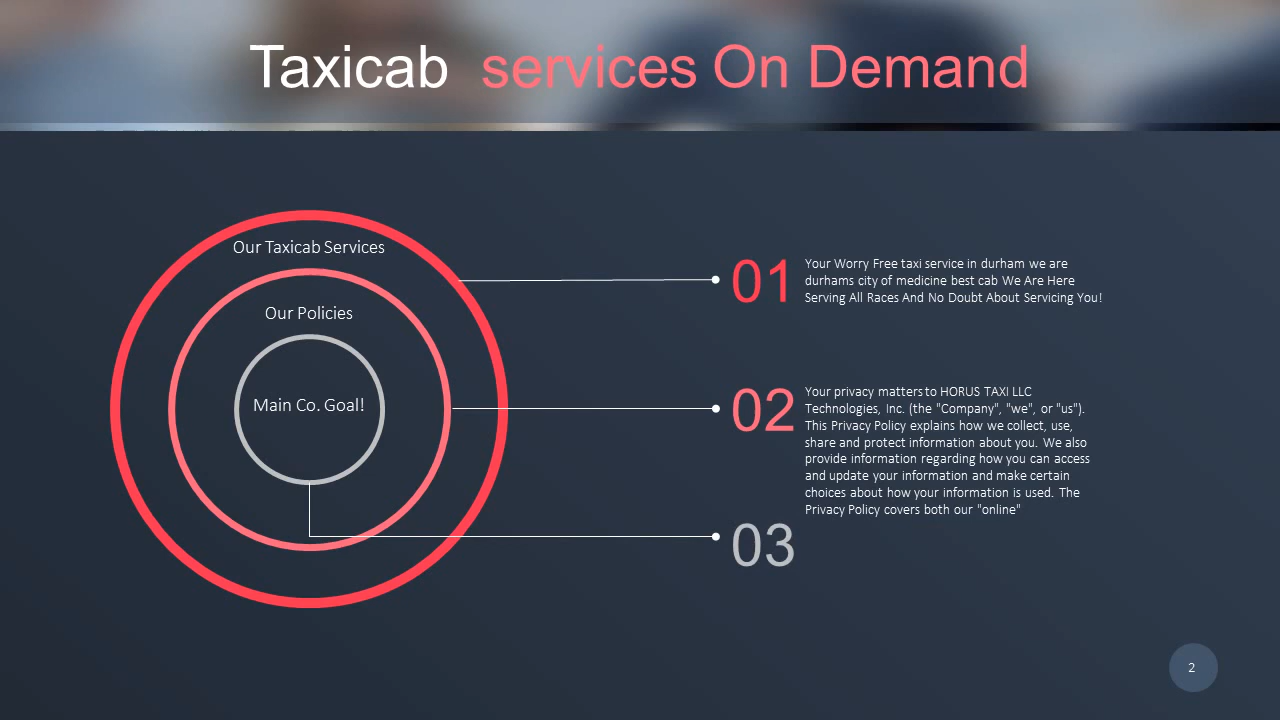 Taxicab services On Demand
Our Taxicab Services
Our Policies
Main Co. Goal!
01
Your Worry Free taxi service in durham we are
durhams city of medicine best cab We Are Here
Serving All Races And No Doubt About Servicing You!
02
Your privacy matters to HORUS TAXI LLC
Technologies, Inc. (the "Company", "we", or "us").
This Privacy Policy explains how we collect, use,
share and protect information about you. We also
provide information regarding how you can access
and update your information and make certain
choices about how your information is used. The
Privacy Policy covers both our "online"
03
2